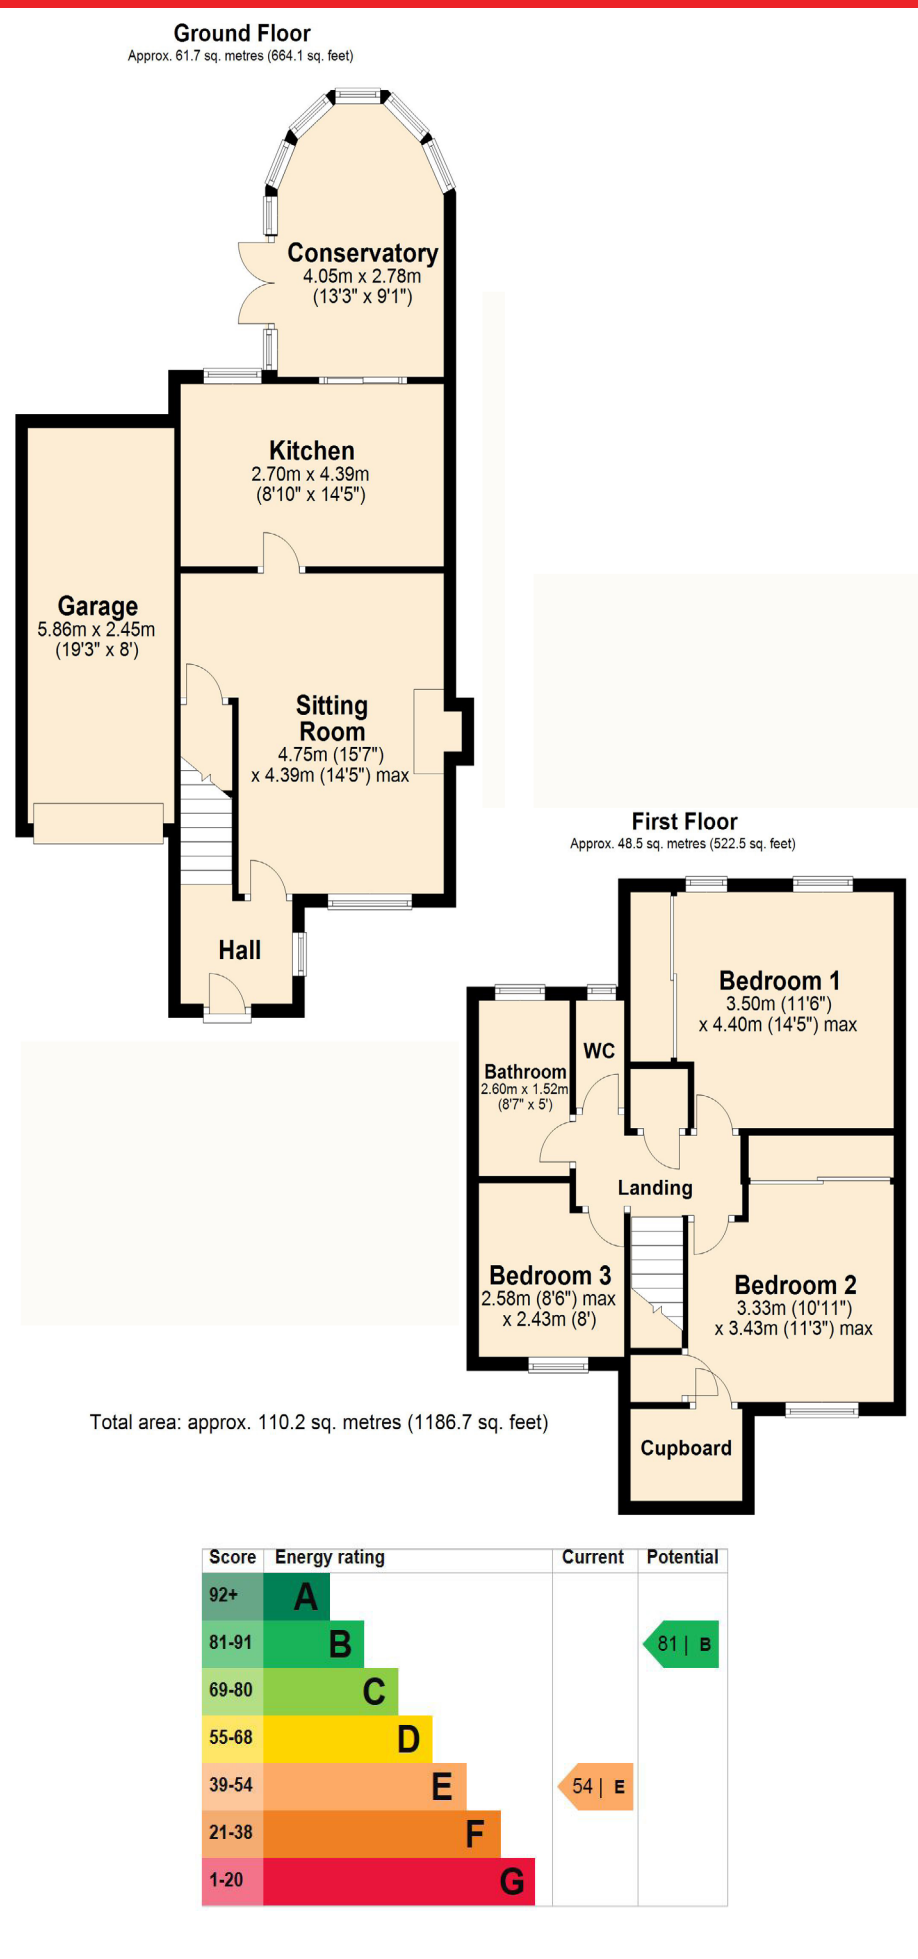 Ground Floor
Approx. 61.7 sq. metres (664.1 sq. feet)
Conservatory
4.05m x 2.78m
(13'3" x 9'1")
Kitchen
2.70m x 4.39m
(8'10" x 14'5")
Garage
5.86m x 2.45m
(19'3" x 8')
Sitting
Room
4.75m (15'7")
x 4.39m (14'5") max
Hall
First Floor
Approx. 48.5 sq. metres (522.5 sq. feet)
Bedroom 1
3.50m (11'6")
x 4.40m (14'5") max
WC
Bathroom
2.60m x 1.52m
(8'7" x 5')
Landing
Bedroom 3
2.58m (8'6") max
x 2.43m (8')
Bedroom 2
3.33m (10'11")
x 3.43m (11'3") max
Cupboard
Total area: approx. 110.2 sq. metres (1186.7 sq. feet)
Score Energy rating Current Potential
92+ A
81-91 B 81 | B
69-80 C
55-68 D
39-54 E 54 | E
21-38 F
1-20 G